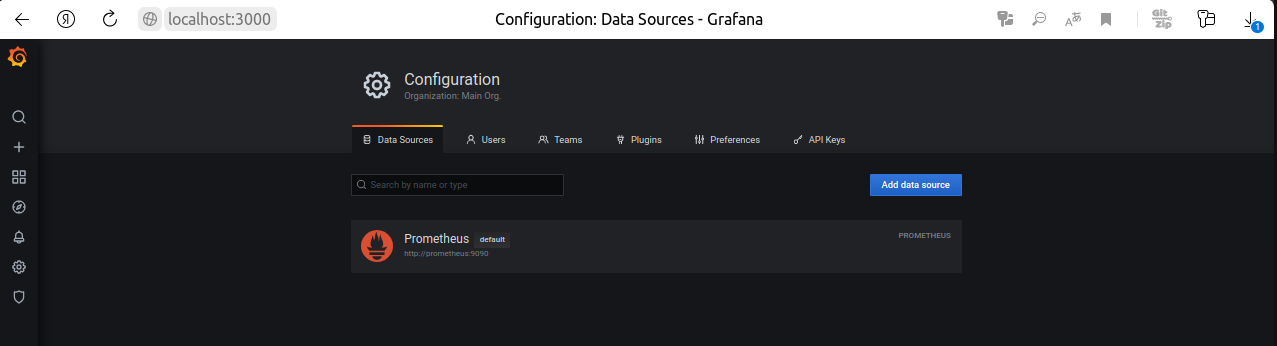 Я localhost:3000 Configuration: Data Sources - Grafana Git Zip 1
Configuration
Organization: Main Org.
Data Sources Users Teams Plugins Preferences API Keys
Search by name or type Add data source
Prometheus default PROMETHEUS
http://prometheus:9090